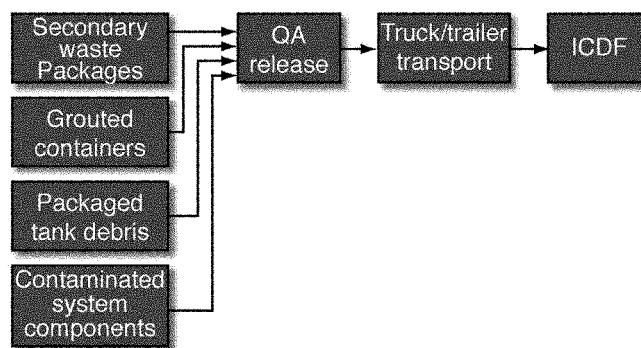 Secondary
waste
Packages
QA
release
Truck/trailer
transport
ICDF
Grouted
containers
Packaged
tank debris
Contaminated
system
components